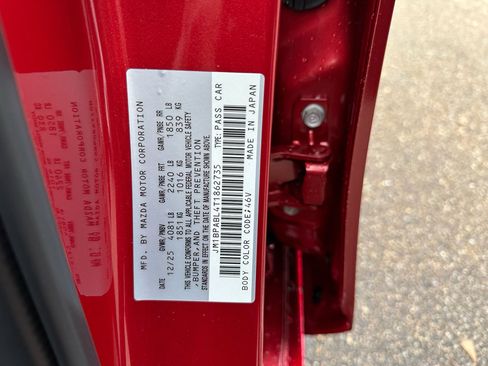 MFD. BY MAZDA MOTOR CORPORATION
DATE GVWR/PNBV GAWR/PNBE FRT GAWR/PNBE RR
12/25 4081 LB 2240 LB 1850 LB
1851 KG 1016 KG 839 KG
THIS VEHICLE CONFORMS TO ALL APPLICABLE FEDERAL MOTOR VEHICLE SAFETY
, BUMPER, AND THEFT PREVENTION
STANDARDS IN EFFECT ON THE DATE OF MANUFACTURE SHOWN ABOVE.
JM1BPABL4T1862735 TYPE: PASS CAR
BODY COLOR CODE: 46V MADE IN JAPAN